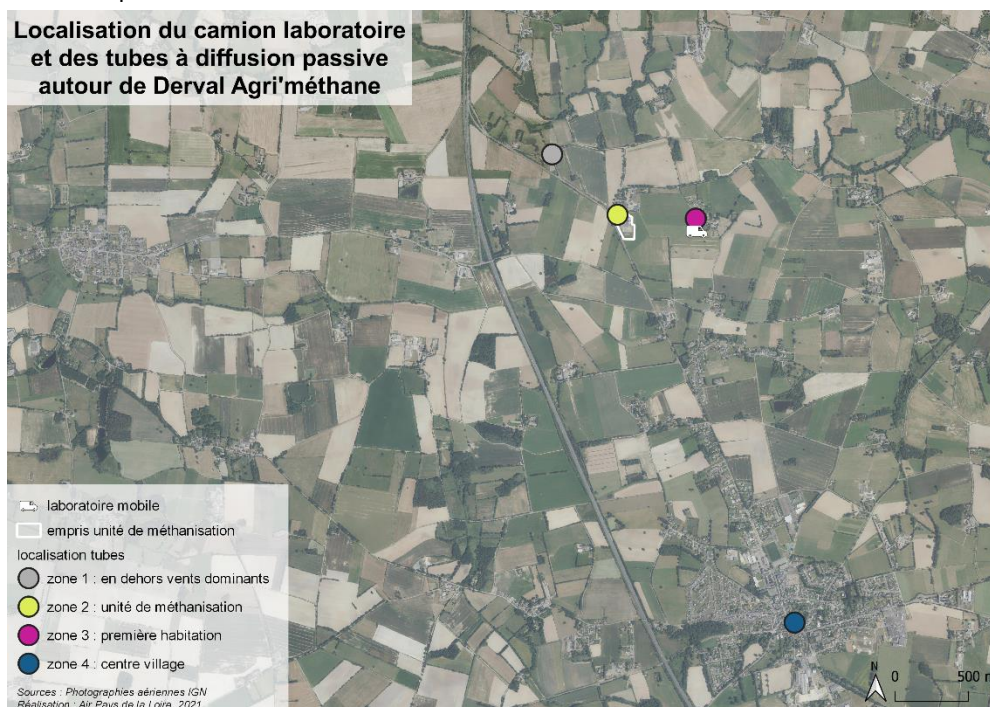 Localisation du camion laboratoire
et des tubes à diffusion passive
autour de Derval Agri'méthane
laboratoire mobile
empris unité de méthanisation
localisation tubes
zone 1 : en dehors vents dominants
zone 2 : unité de méthanisation
zone 3 : première habitation
zone 4 : centre village
Sources : Photographies aériennes IGN
Réalisation : Air Pays de la Loire, 2021
N
0 500 m